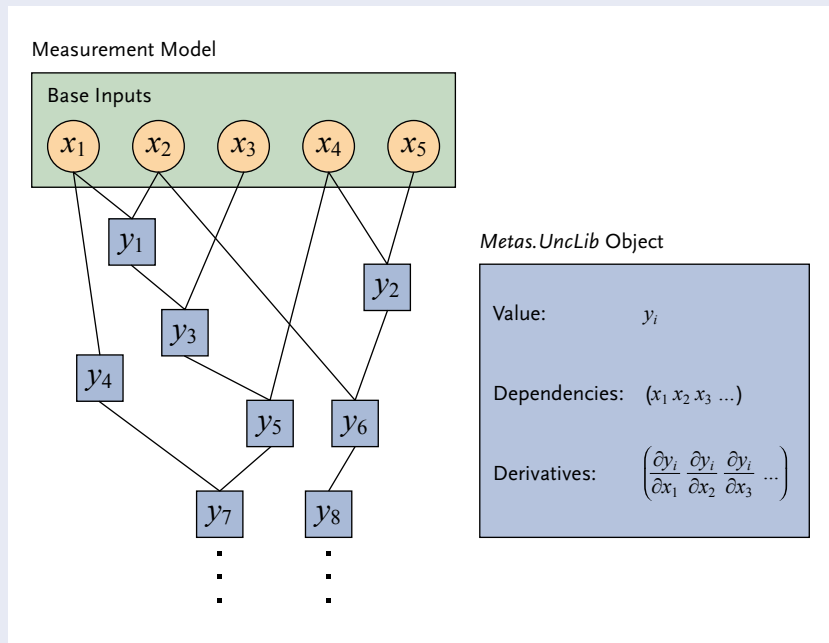 Measurement Model
Base Inputs
x₁ x₂ x₃ x₄ x₅
y₁
y₂
y₃
y₄
y₅ y₆
y₇ y₈
Metas.UncLib Object
Value: yᵢ
Dependencies: (x₁ x₂ x₃ ...)
Derivatives: (∂yᵢ/∂x₁ ∂yᵢ/∂x₂ ∂yᵢ/∂x₃ ...)